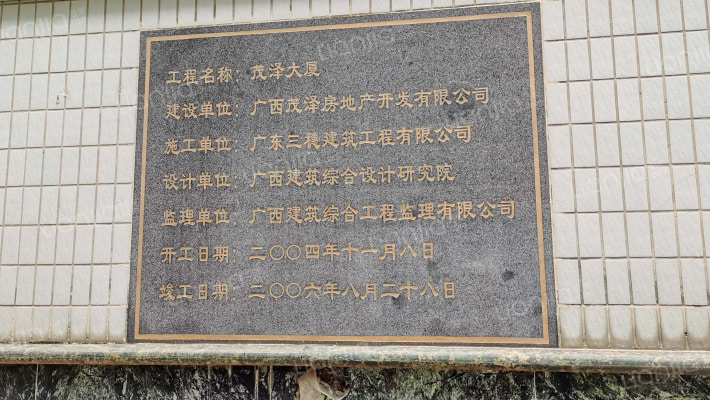 工程名称：茂泽大厦
建设单位：广西茂泽房地产开发有限公司
施工单位：广东三穗建筑工程有限公司
设计单位：广西建筑综合设计研究院
监理单位：广西建筑综合工程监理有限公司
开工日期：二〇〇四年十一月八日
竣工日期：二〇〇六年八月二十八日